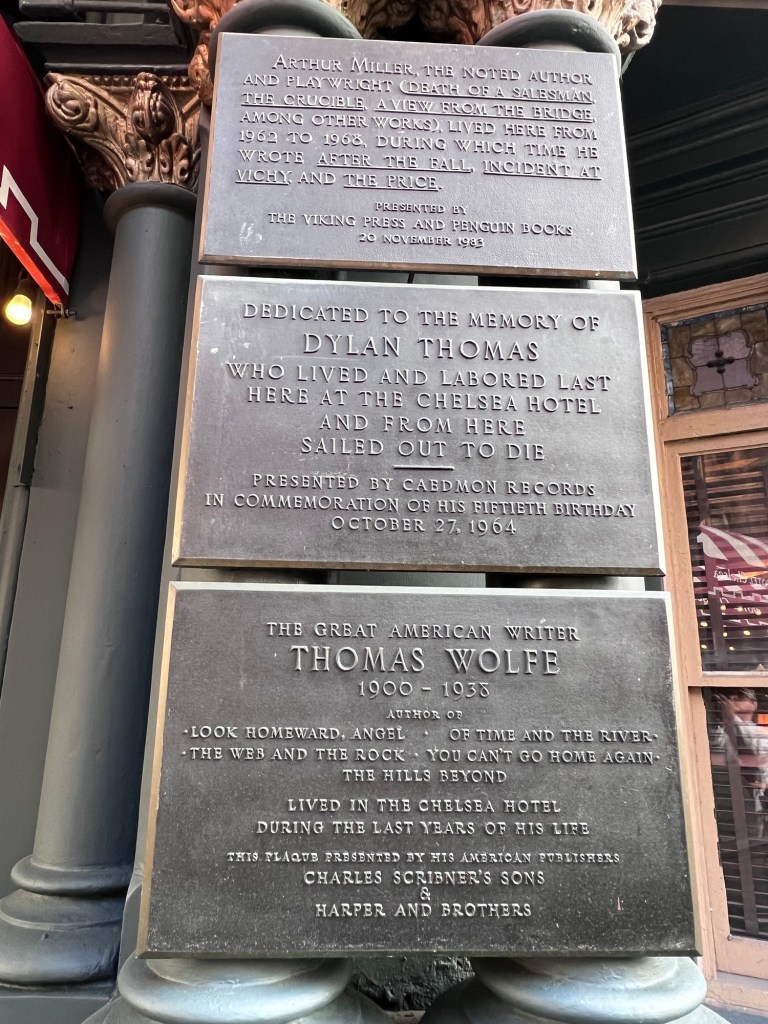 ARTHUR MILLER, THE NOTED AUTHOR
AND PLAYWRIGHT (DEATH OF A SALESMAN,
THE CRUCIBLE, A VIEW FROM THE BRIDGE,
AMONG OTHER WORKS), LIVED HERE FROM
1962 TO 1968, DURING WHICH TIME HE
WROTE AFTER THE FALL, INCIDENT AT
VICHY, AND THE PRICE.
PRESENTED BY
THE VIKING PRESS AND PENGUIN BOOKS
20 NOVEMBER 1983
DEDICATED TO THE MEMORY OF
DYLAN THOMAS
WHO LIVED AND LABORED LAST
HERE AT THE CHELSEA HOTEL
AND FROM HERE
SAILED OUT TO DIE
PRESENTED BY CAEDMON RECORDS
IN COMMEMORATION OF HIS FIFTIETH BIRTHDAY
OCTOBER 27, 1964
THE GREAT AMERICAN WRITER
THOMAS WOLFE
1900 - 1938
AUTHOR OF
·LOOK HOMEWARD, ANGEL · OF TIME AND THE RIVER·
·THE WEB AND THE ROCK · YOU CAN'T GO HOME AGAIN·
THE HILLS BEYOND
LIVED IN THE CHELSEA HOTEL
DURING THE LAST YEARS OF HIS LIFE
THIS PLAQUE PRESENTED BY HIS AMERICAN PUBLISHERS
CHARLES SCRIBNER'S SONS
&
HARPER AND BROTHERS